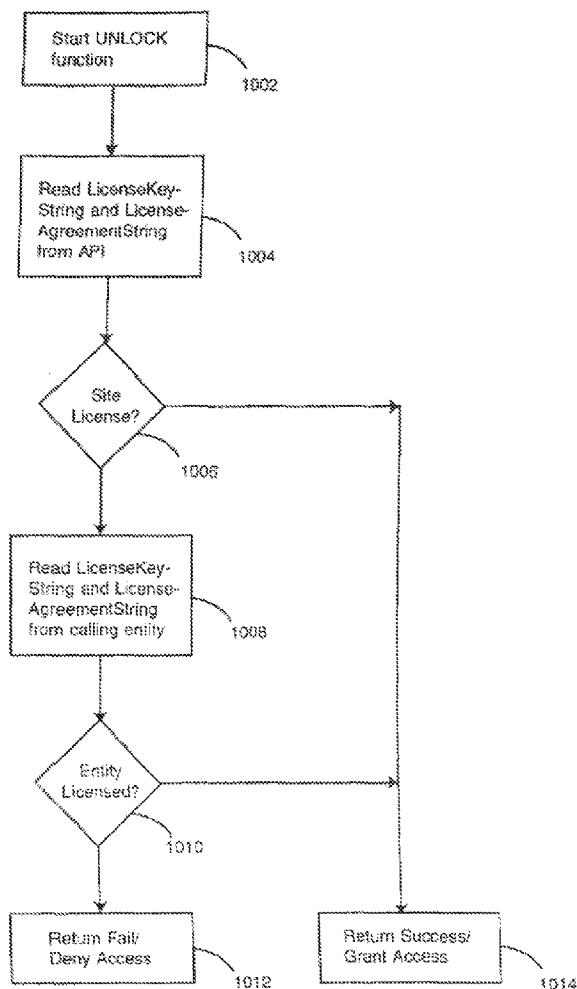 Start UNLOCK
function
1002
Read LicenseKey-
String and License-
AgreementString
from API
1004
Site
License?
1006
Read LicenseKey-
String and License-
AgreementString
from calling entity
1008
Entity
Licensed?
1010
Return Fail/
Deny Access
1012
Return Success/
Grant Access
1014